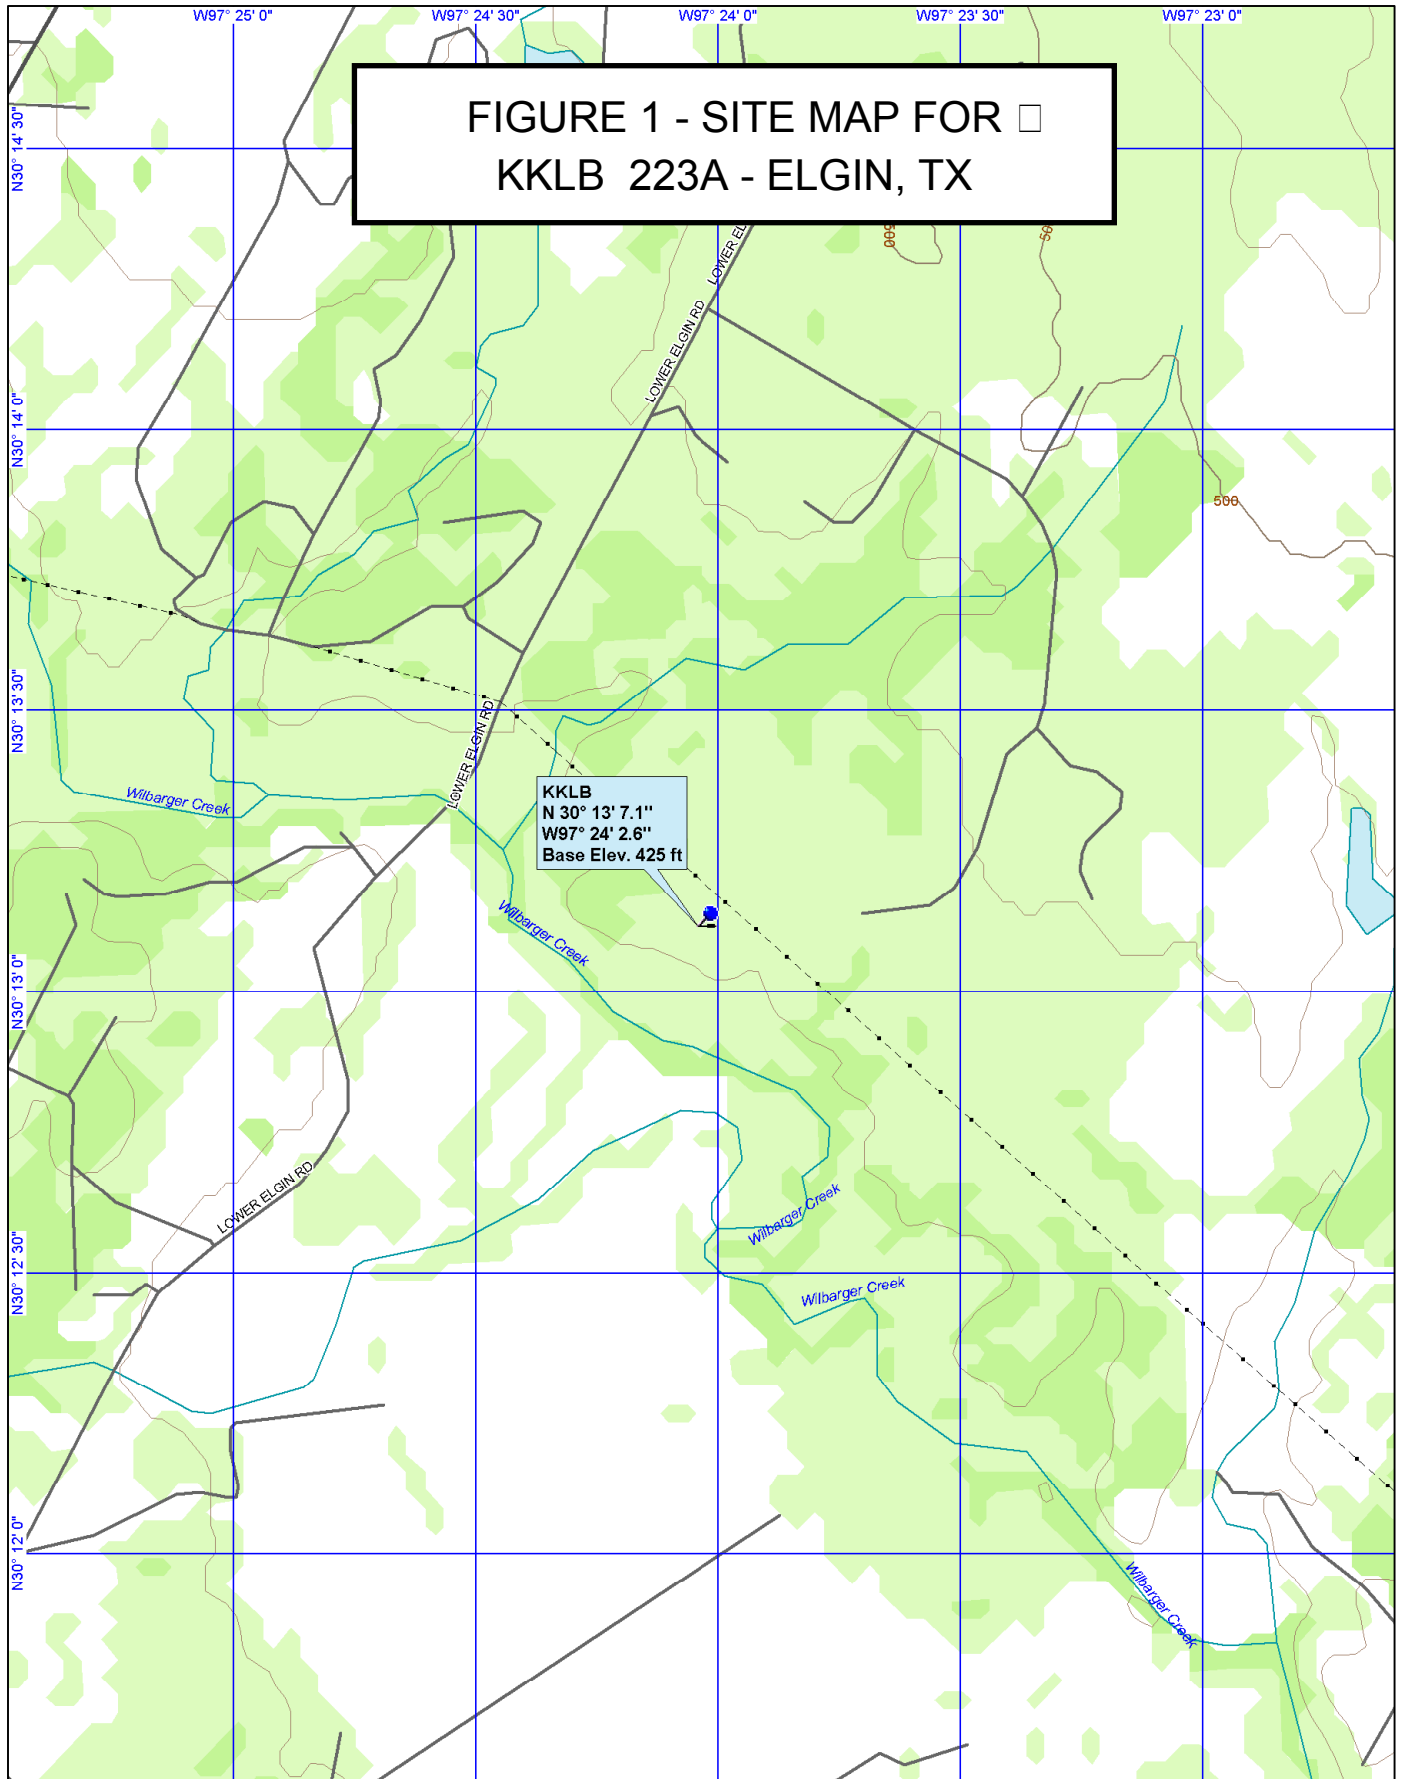 W97° 25' 0"
W97° 24' 30"
W97° 24' 0"
W97° 23' 30"
W97° 23' 0"
FIGURE 1 - SITE MAP FOR □
KKLB  223A - ELGIN, TX
N30° 14' 30"
LOWER EL
500
50
LOWER ELGIN RD
N30° 14' 0"
500
N30° 13' 30"
LOWER ELGIN RD
Wilbarger Creek
KKLB
N 30° 13' 7.1"
W97° 24' 2.6"
Base Elev. 425 ft
Wilbarger Creek
N30° 13' 0"
LOWER ELGIN RD
Wilbarger Creek
N30° 12' 30"
Wilbarger Creek
N30° 12' 0"
Wilbarger Creek